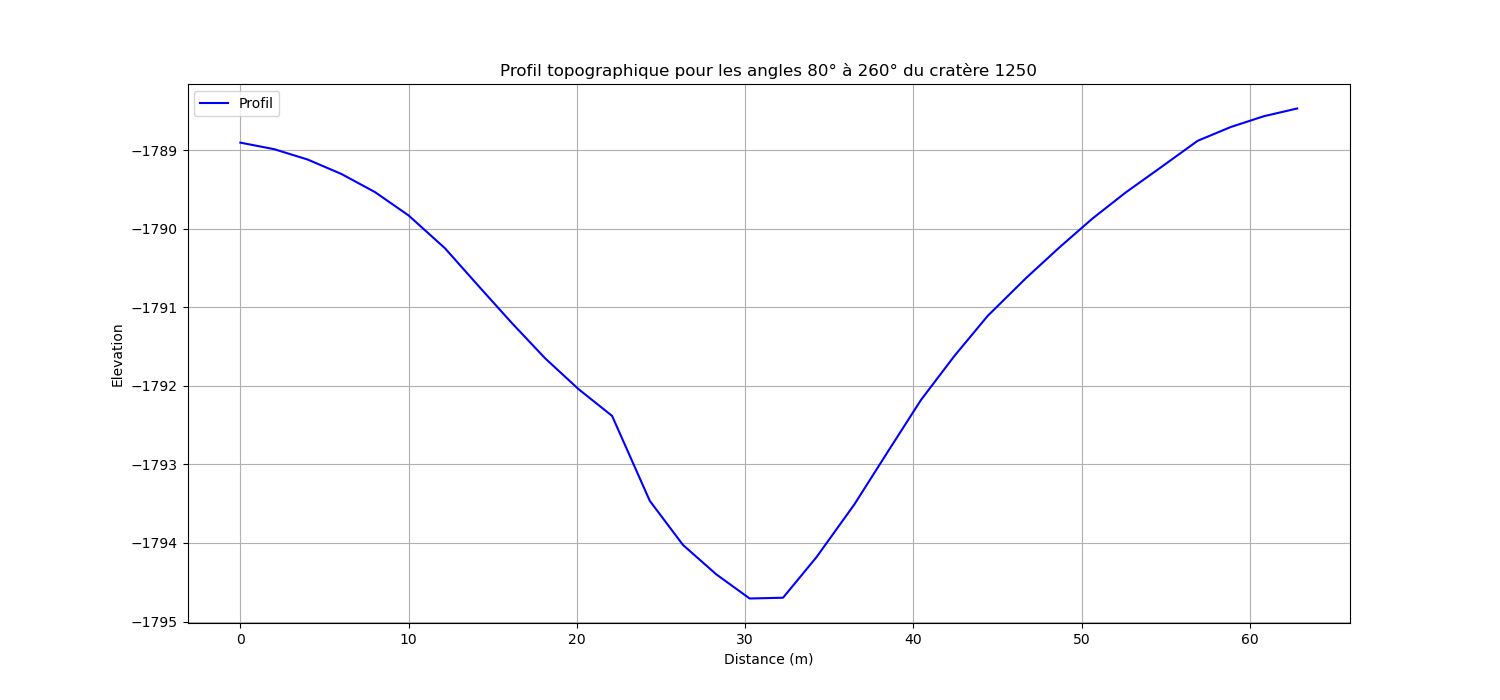 Profil topographique pour les angles 80° à 260° du cratère 1250
Profil
−1789
−1790
−1791
−1792
−1793
−1794
−1795
Elevation
0 10 20 30 40 50 60
Distance (m)